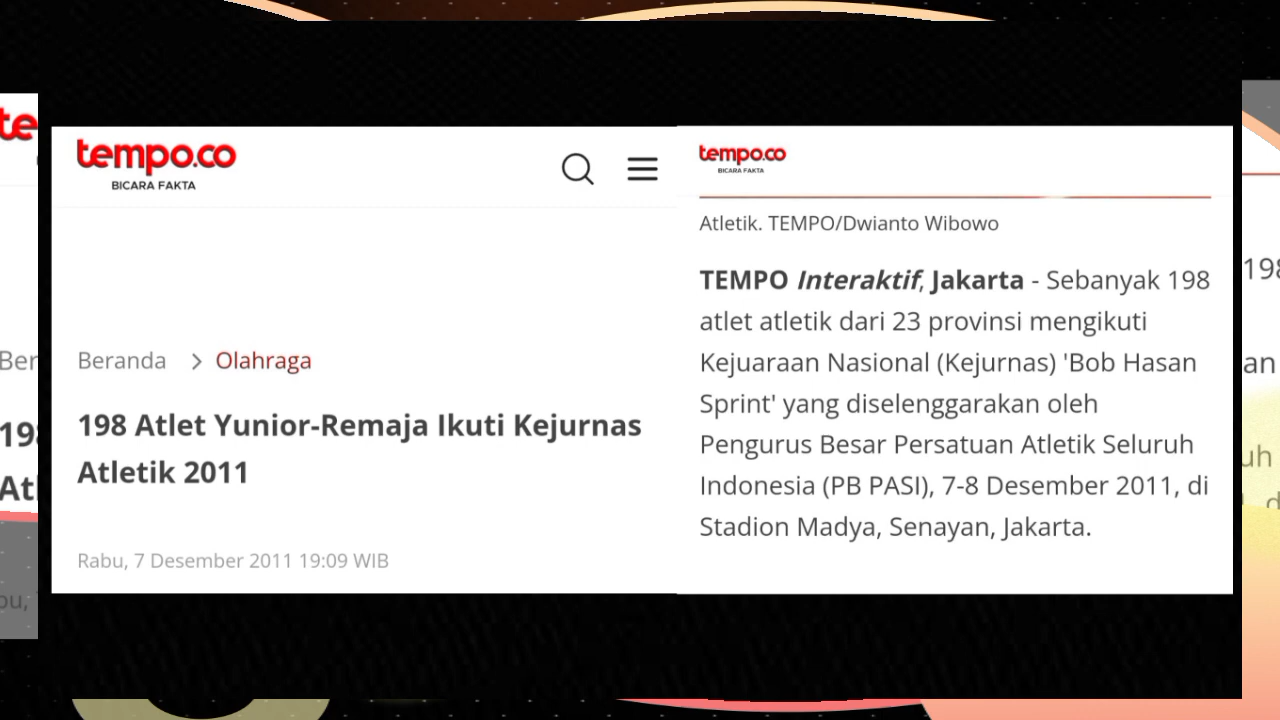 tempo.co
BICARA FAKTA
Beranda > Olahraga
198 Atlet Yunior-Remaja Ikuti Kejurnas
Atletik 2011
Rabu, 7 Desember 2011 19:09 WIB
tempo.co
BICARA FAKTA
Atletik. TEMPO/Dwianto Wibowo
TEMPO Interaktif, Jakarta - Sebanyak 198
atlet atletik dari 23 provinsi mengikuti
Kejuaraan Nasional (Kejurnas) 'Bob Hasan
Sprint' yang diselenggarakan oleh
Pengurus Besar Persatuan Atletik Seluruh
Indonesia (PB PASI), 7-8 Desember 2011, di
Stadion Madya, Senayan, Jakarta.